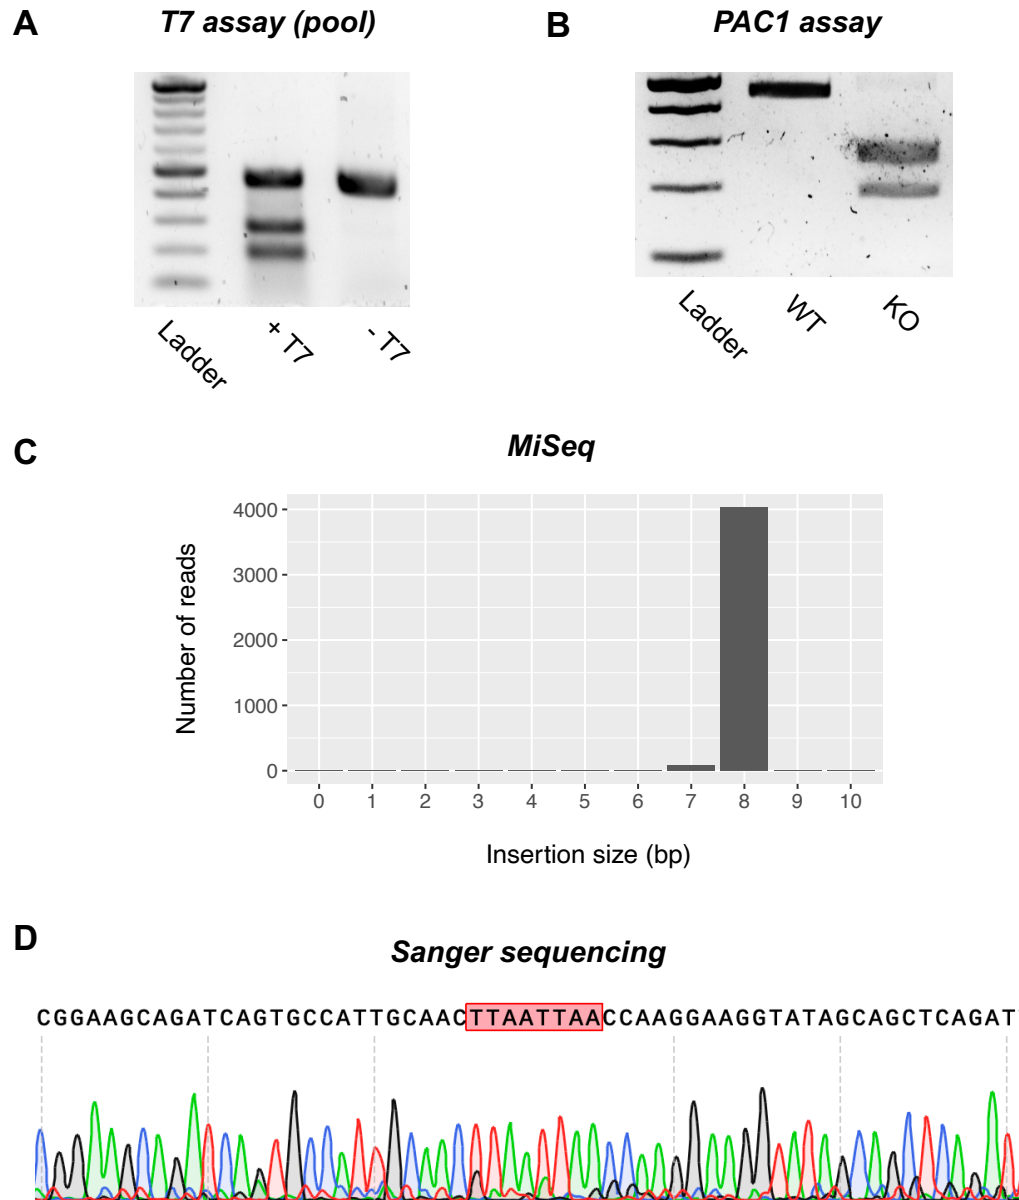 A
T7 assay (pool)
Ladder
+ T7
- T7
B
PAC1 assay
Ladder
WT
KO
C
MiSeq
Number of reads
4000
3000
2000
1000
0
0 1 2 3 4 5 6 7 8 9 10
Insertion size (bp)
D
Sanger sequencing
CGGAAGCAGATCAGTGCCATTGCAACTTAATTAACCAAGGAAGGTATAGCAGCTCAGAT